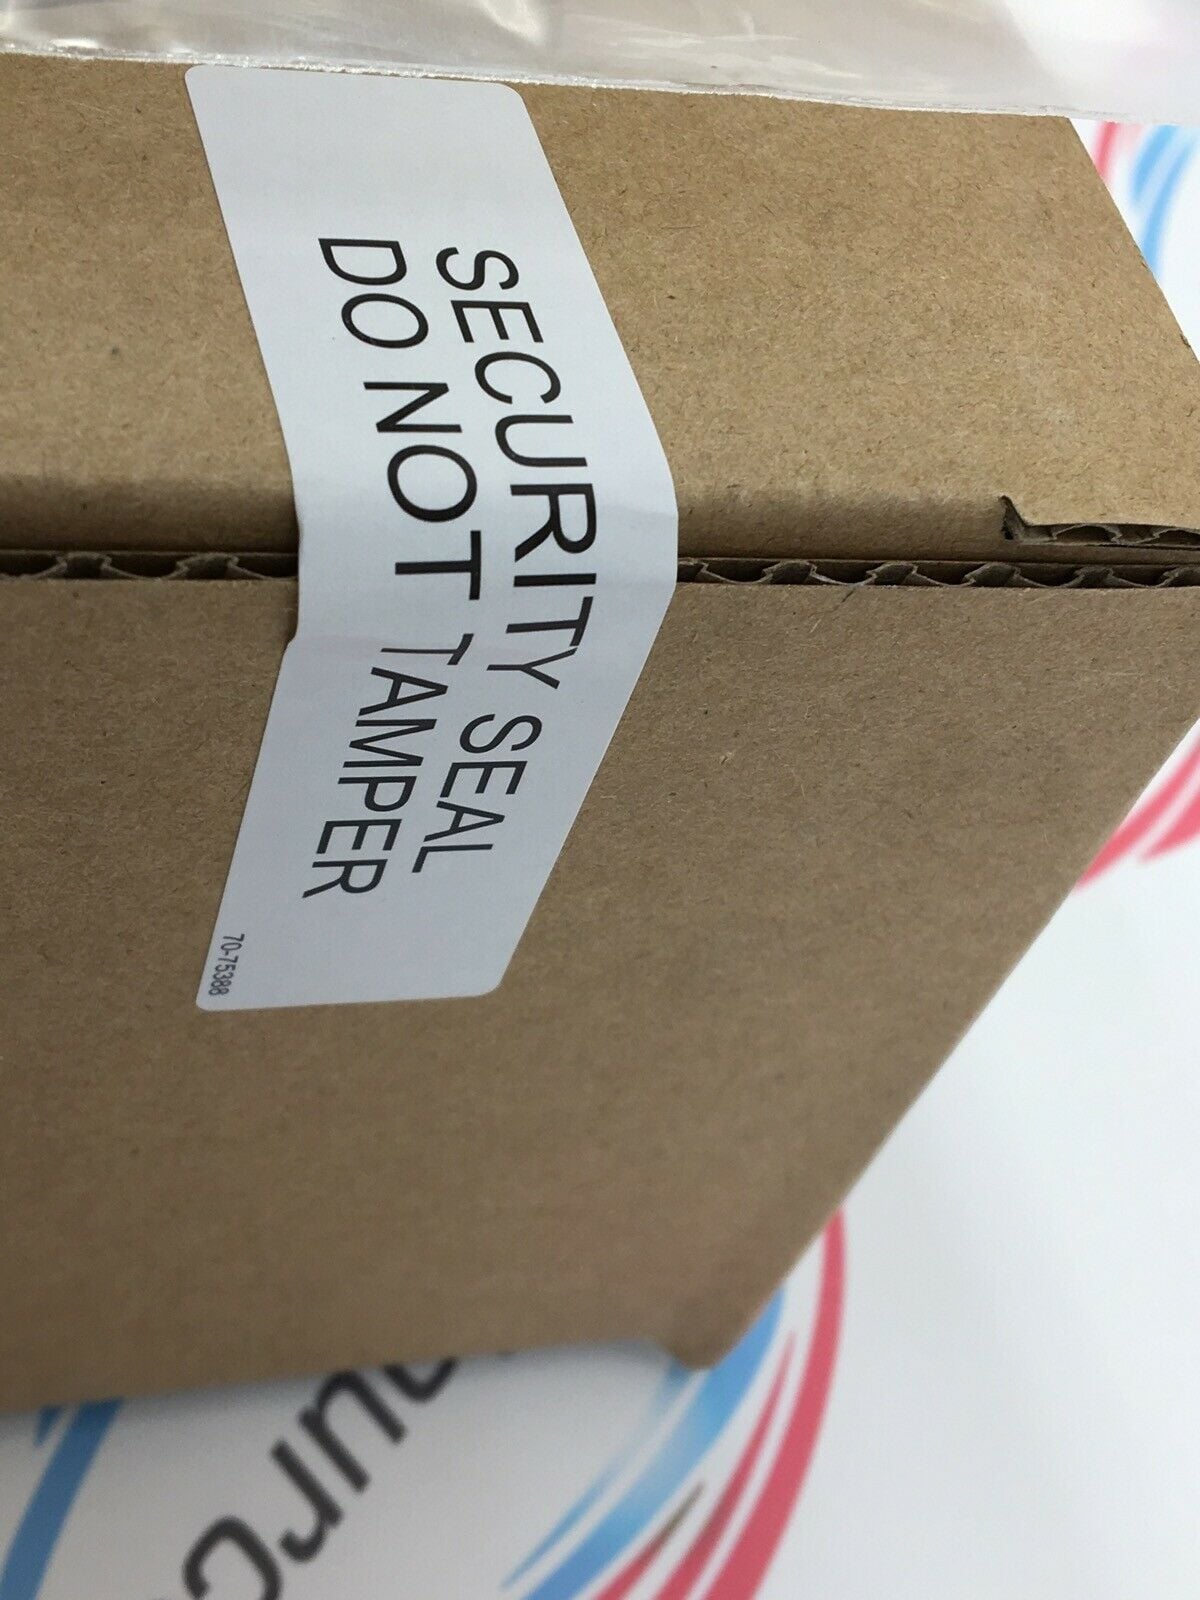 SECURITY SEAL
DO NOT TAMPER
70-75388